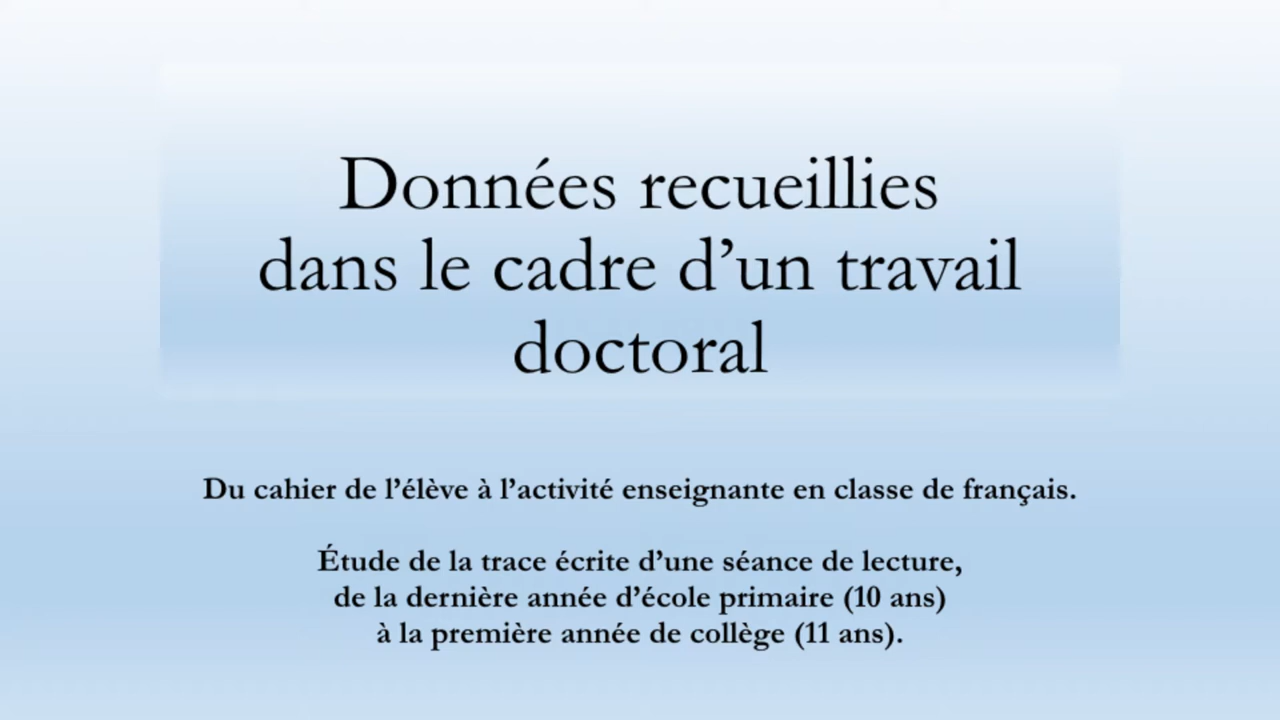 Données recueillies
dans le cadre d’un travail
doctoral
Du cahier de l’élève à l’activité enseignante en classe de français.
Étude de la trace écrite d’une séance de lecture,
de la dernière année d’école primaire (10 ans)
à la première année de collège (11 ans).